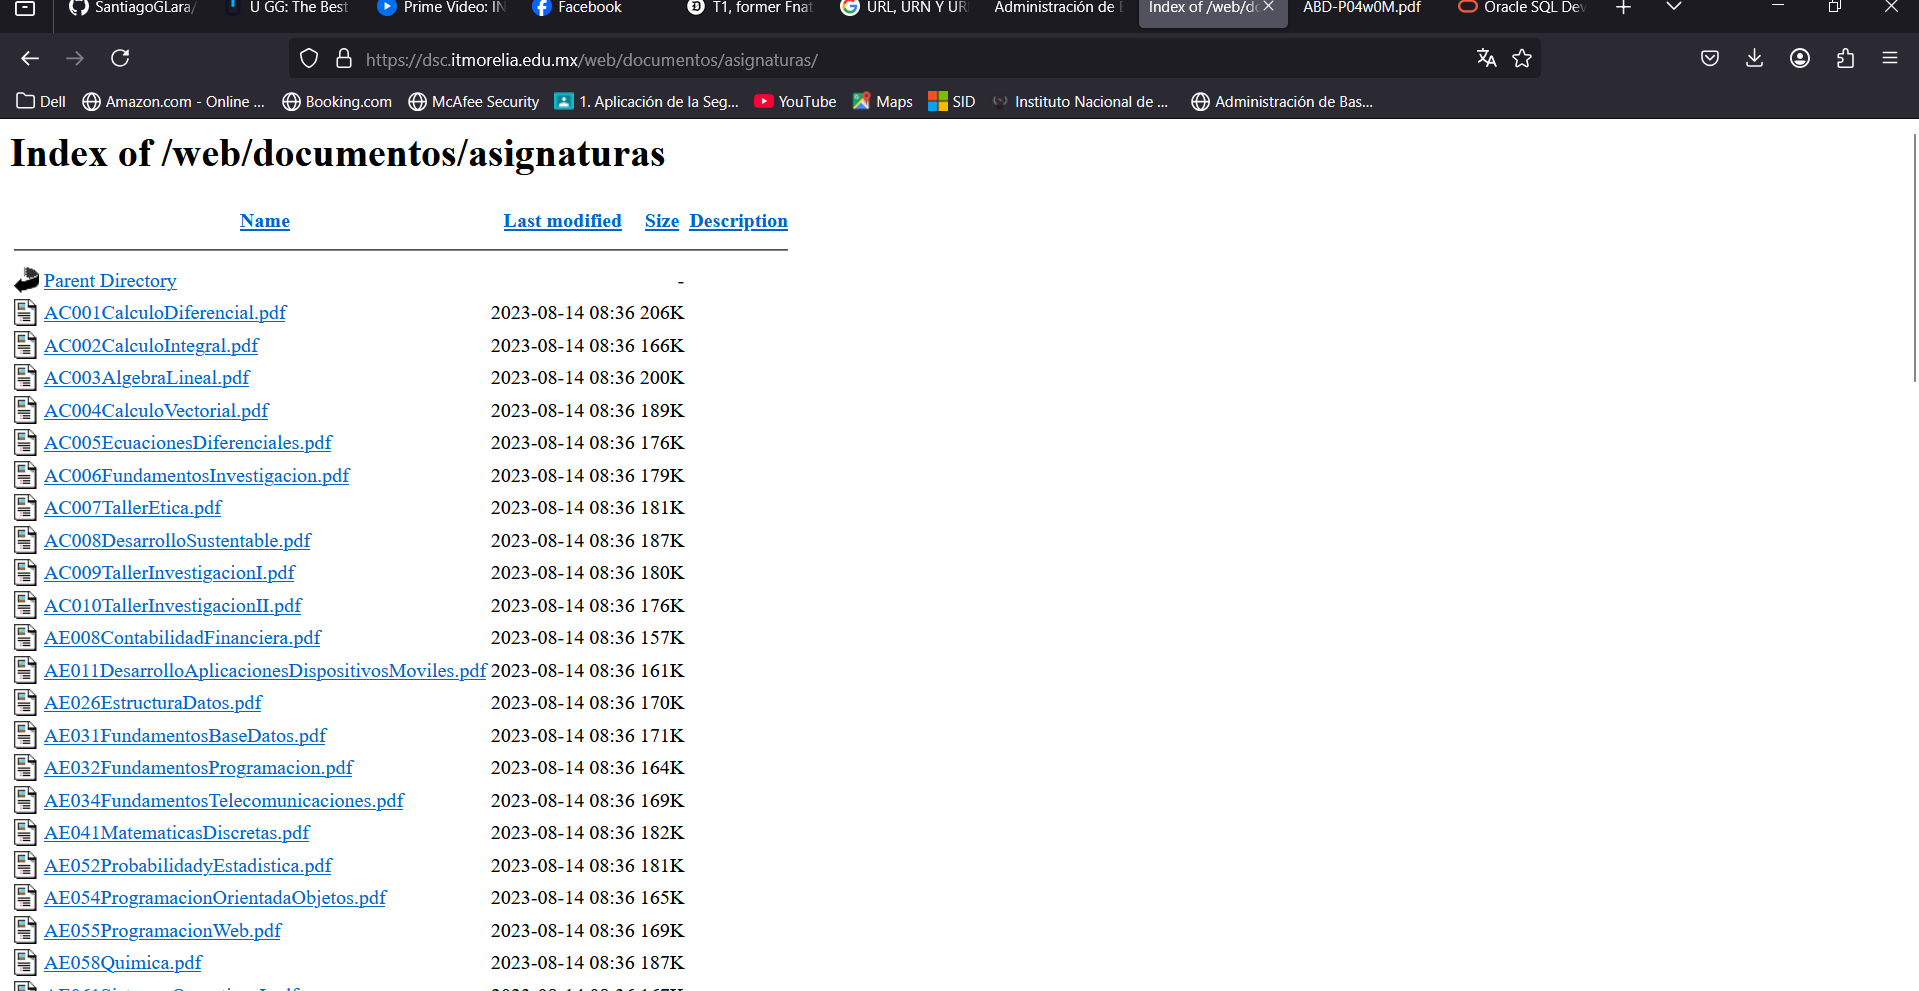 SantiagoGLara/
U GG: The Best
Prime Video: IN
Facebook
T1, former Fnat
URL, URN Y UR
Administración de
Index of /web/do
ABD-P04w0M.pdf
Oracle SQL Dev
https://dsc.itmorelia.edu.mx/web/documentos/asignaturas/
Dell
Amazon.com - Online ...
Booking.com
McAfee Security
1. Aplicación de la Seg...
YouTube
Maps
SID
Instituto Nacional de ...
Administración de Bas...
Index of /web/documentos/asignaturas
Name Last modified Size Description
Parent Directory -
AC001CalculoDiferencial.pdf 2023-08-14 08:36 206K
AC002CalculoIntegral.pdf 2023-08-14 08:36 166K
AC003AlgebraLineal.pdf 2023-08-14 08:36 200K
AC004CalculoVectorial.pdf 2023-08-14 08:36 189K
AC005EcuacionesDiferenciales.pdf 2023-08-14 08:36 176K
AC006FundamentosInvestigacion.pdf 2023-08-14 08:36 179K
AC007TallerEtica.pdf 2023-08-14 08:36 181K
AC008DesarrolloSustentable.pdf 2023-08-14 08:36 187K
AC009TallerInvestigacionI.pdf 2023-08-14 08:36 180K
AC010TallerInvestigacionII.pdf 2023-08-14 08:36 176K
AE008ContabilidadFinanciera.pdf 2023-08-14 08:36 157K
AE011DesarrolloAplicacionesDispositivosMoviles.pdf 2023-08-14 08:36 161K
AE026EstructuraDatos.pdf 2023-08-14 08:36 170K
AE031FundamentosBaseDatos.pdf 2023-08-14 08:36 171K
AE032FundamentosProgramacion.pdf 2023-08-14 08:36 164K
AE034FundamentosTelecomunicaciones.pdf 2023-08-14 08:36 169K
AE041MatematicasDiscretas.pdf 2023-08-14 08:36 182K
AE052ProbabilidadyEstadistica.pdf 2023-08-14 08:36 181K
AE054ProgramacionOrientadaObjetos.pdf 2023-08-14 08:36 165K
AE055ProgramacionWeb.pdf 2023-08-14 08:36 169K
AE058Quimica.pdf 2023-08-14 08:36 187K